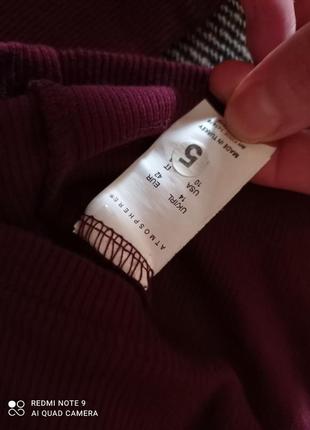 ATMOSPHERE®
UK/IRL
14
EUR
42
USA
10
IT
5
MADE IN TURKEY
REDMI NOTE 9
AI QUAD CAMERA